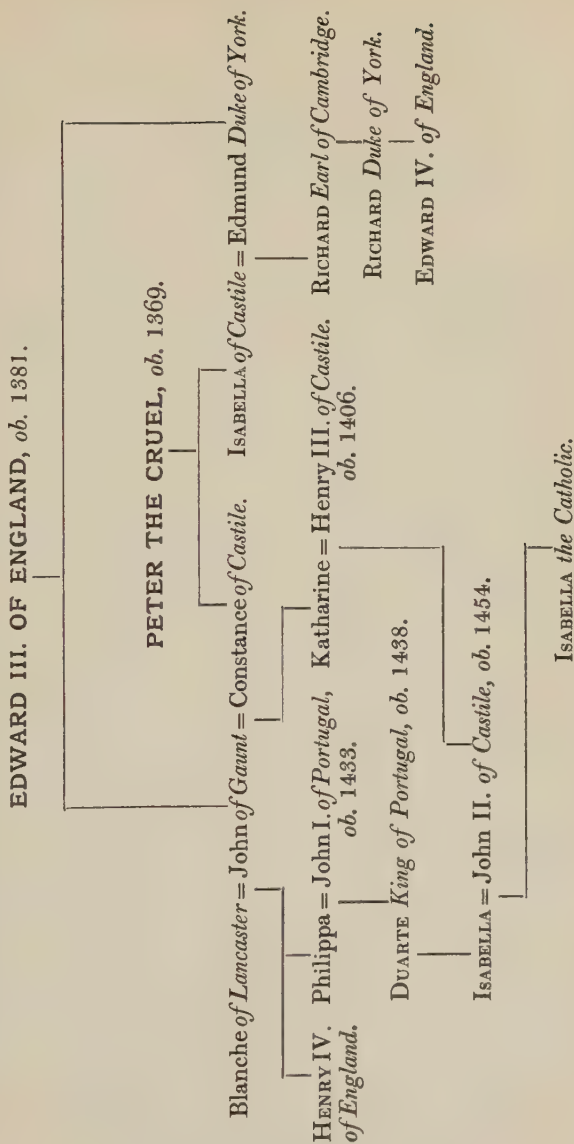 EDWARD III. OF ENGLAND, ob. 1381.
PETER THE CRUEL, ob. 1369.
Blanche of Lancaster = John of Gaunt = Constance of Castile. ISABELLA of Castile = Edmund Duke of York.
HENRY IV. Philippa = John I. of Portugal, Katharine = Henry III. of Castile. RICHARD Earl of Cambridge.
of England. ob. 1433. ob. 1406.
RICHARD Duke of York.
DUARTE King of Portugal, ob. 1438.
EDWARD IV. of England.
ISABELLA = John II. of Castile, ob. 1454.
ISABELLA the Catholic.